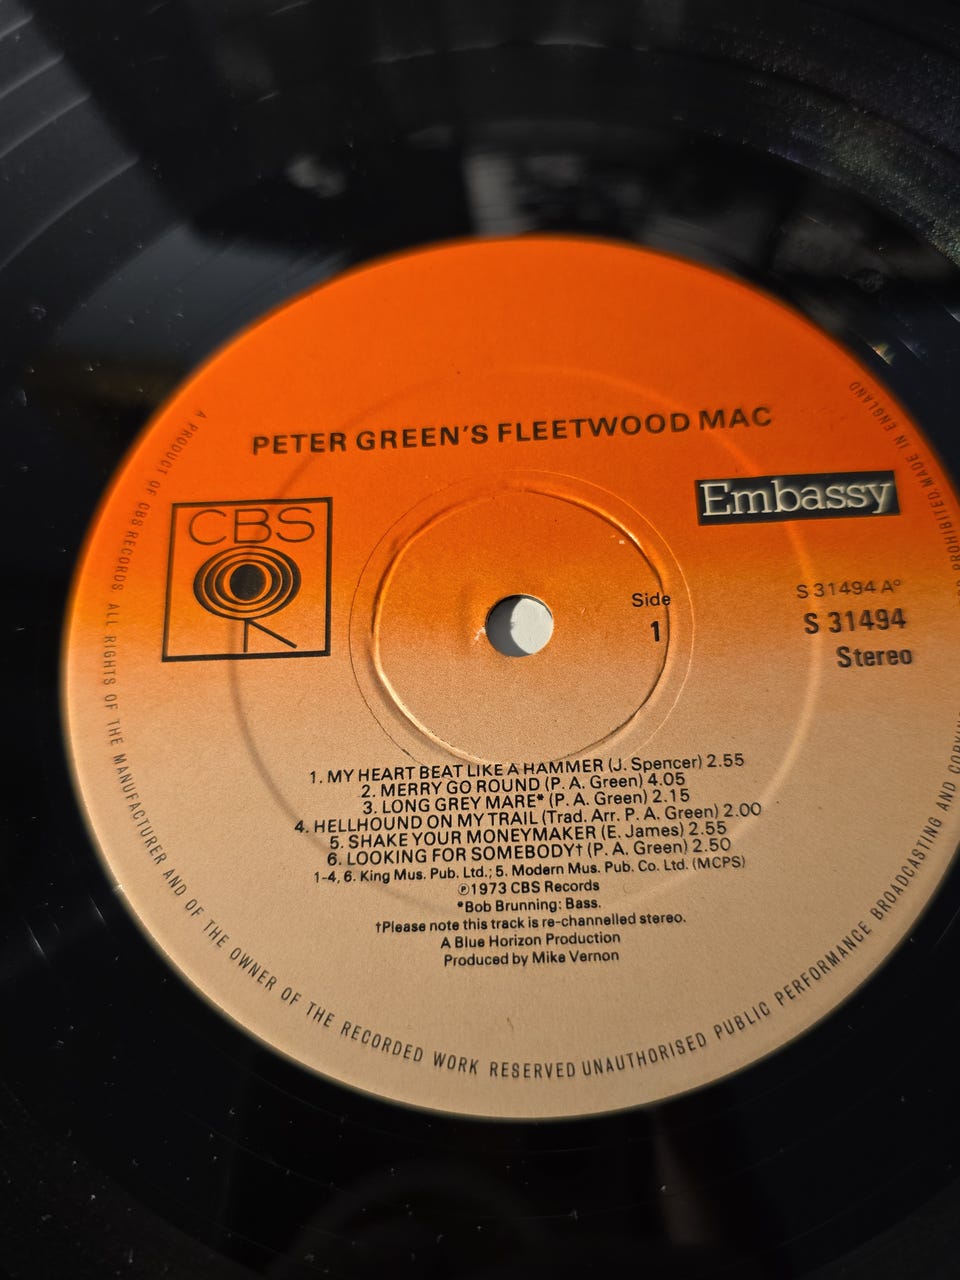 PETER GREEN'S FLEETWOOD MAC
CBS
Embassy
Side
1
S 31494 A°
S 31494
Stereo
1. MY HEART BEAT LIKE A HAMMER (J. Spencer) 2.55
2. MERRY GO ROUND (P. A. Green) 4.05
3. LONG GREY MARE* (P. A. Green) 2.15
4. HELLHOUND ON MY TRAIL (Trad. Arr. P. A. Green) 2.00
5. SHAKE YOUR MONEYMAKER (E. James) 2.55
6. LOOKING FOR SOMEBODY† (P. A. Green) 2.50
1-4, 6. King Mus. Pub. Ltd.; 5. Modern Mus. Pub. Co. Ltd. (MCPS)
℗1973 CBS Records
*Bob Brunning: Bass.
†Please note this track is re-channelled stereo.
A Blue Horizon Production
Produced by Mike Vernon
A PRODUCT OF CBS RECORDS. ALL RIGHTS OF THE MANUFACTURER AND OF THE OWNER OF THE RECORDED WORK RESERVED UNAUTHORISED PUBLIC PERFORMANCE BROADCASTING AND COPYING PROHIBITED. MADE IN ENGLAND